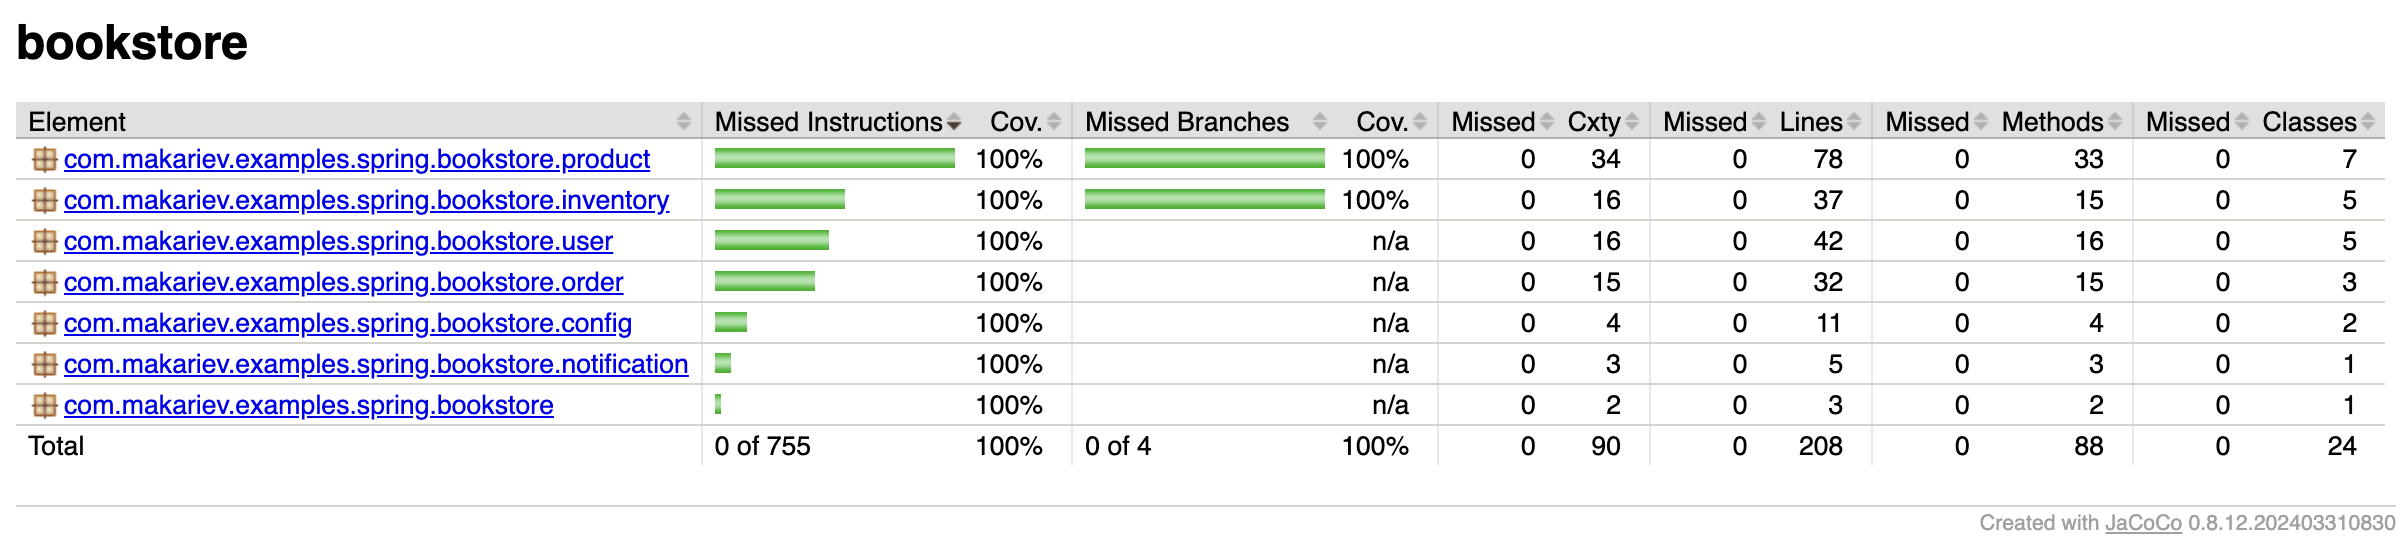 bookstore
Element Missed Instructions Cov. Missed Branches Cov. Missed Cxty Missed Lines Missed Methods Missed Classes
com.makariev.examples.spring.bookstore.product 100% 100% 0 34 0 78 0 33 0 7
com.makariev.examples.spring.bookstore.inventory 100% 100% 0 16 0 37 0 15 0 5
com.makariev.examples.spring.bookstore.user 100% n/a 0 16 0 42 0 16 0 5
com.makariev.examples.spring.bookstore.order 100% n/a 0 15 0 32 0 15 0 3
com.makariev.examples.spring.bookstore.config 100% n/a 0 4 0 11 0 4 0 2
com.makariev.examples.spring.bookstore.notification 100% n/a 0 3 0 5 0 3 0 1
com.makariev.examples.spring.bookstore 100% n/a 0 2 0 3 0 2 0 1
Total 0 of 755 100% 0 of 4 100% 0 90 0 208 0 88 0 24
Created with JaCoCo 0.8.12.202403310830